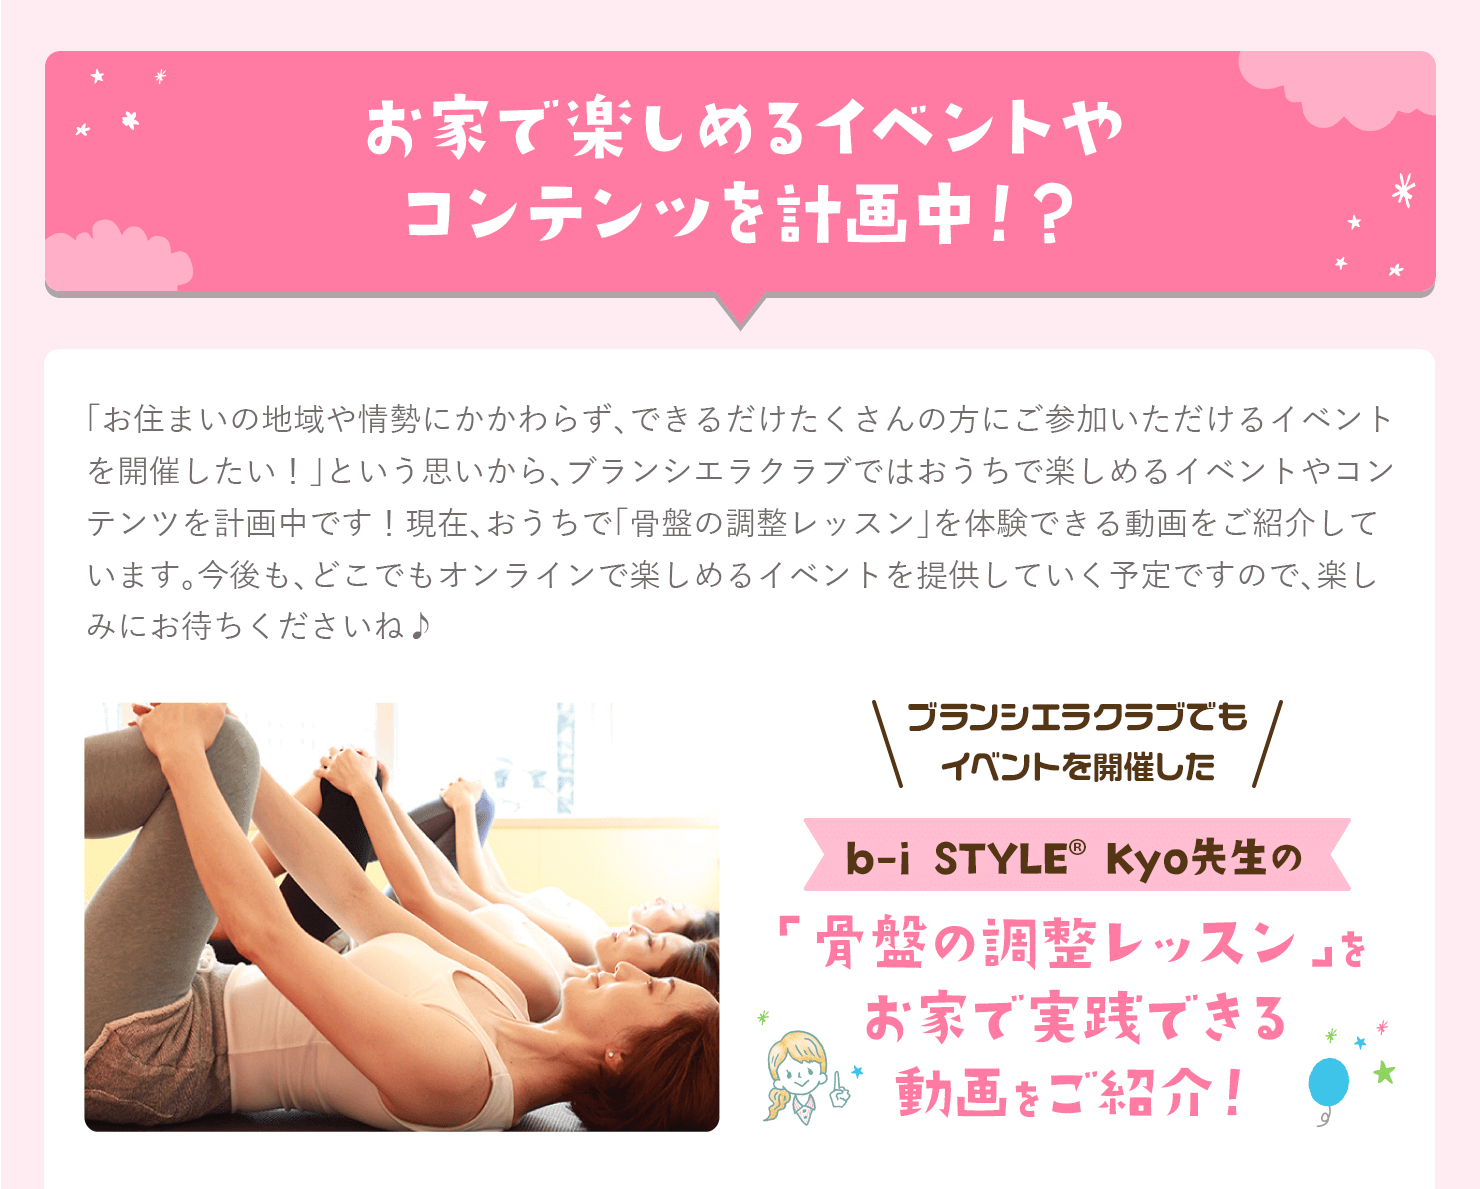 お家で楽しめるイベントや
コンテンツを計画中!?
「お住まいの地域や情勢にかかわらず、できるだけたくさんの方にご参加いただけるイベント
を開催したい！」という思いから、ブランシエラクラブではおうちで楽しめるイベントやコン
テンツを計画中です！現在、おうちで「骨盤の調整レッスン」を体験できる動画をご紹介して
います。今後も、どこでもオンラインで楽しめるイベントを提供していく予定ですので、楽し
みにお待ちくださいね♪
ブランシエラクラブでも
イベントを開催した
b-i STYLE® Kyo先生の
「骨盤の調整レッスン」を
お家で実践できる
動画をご紹介!